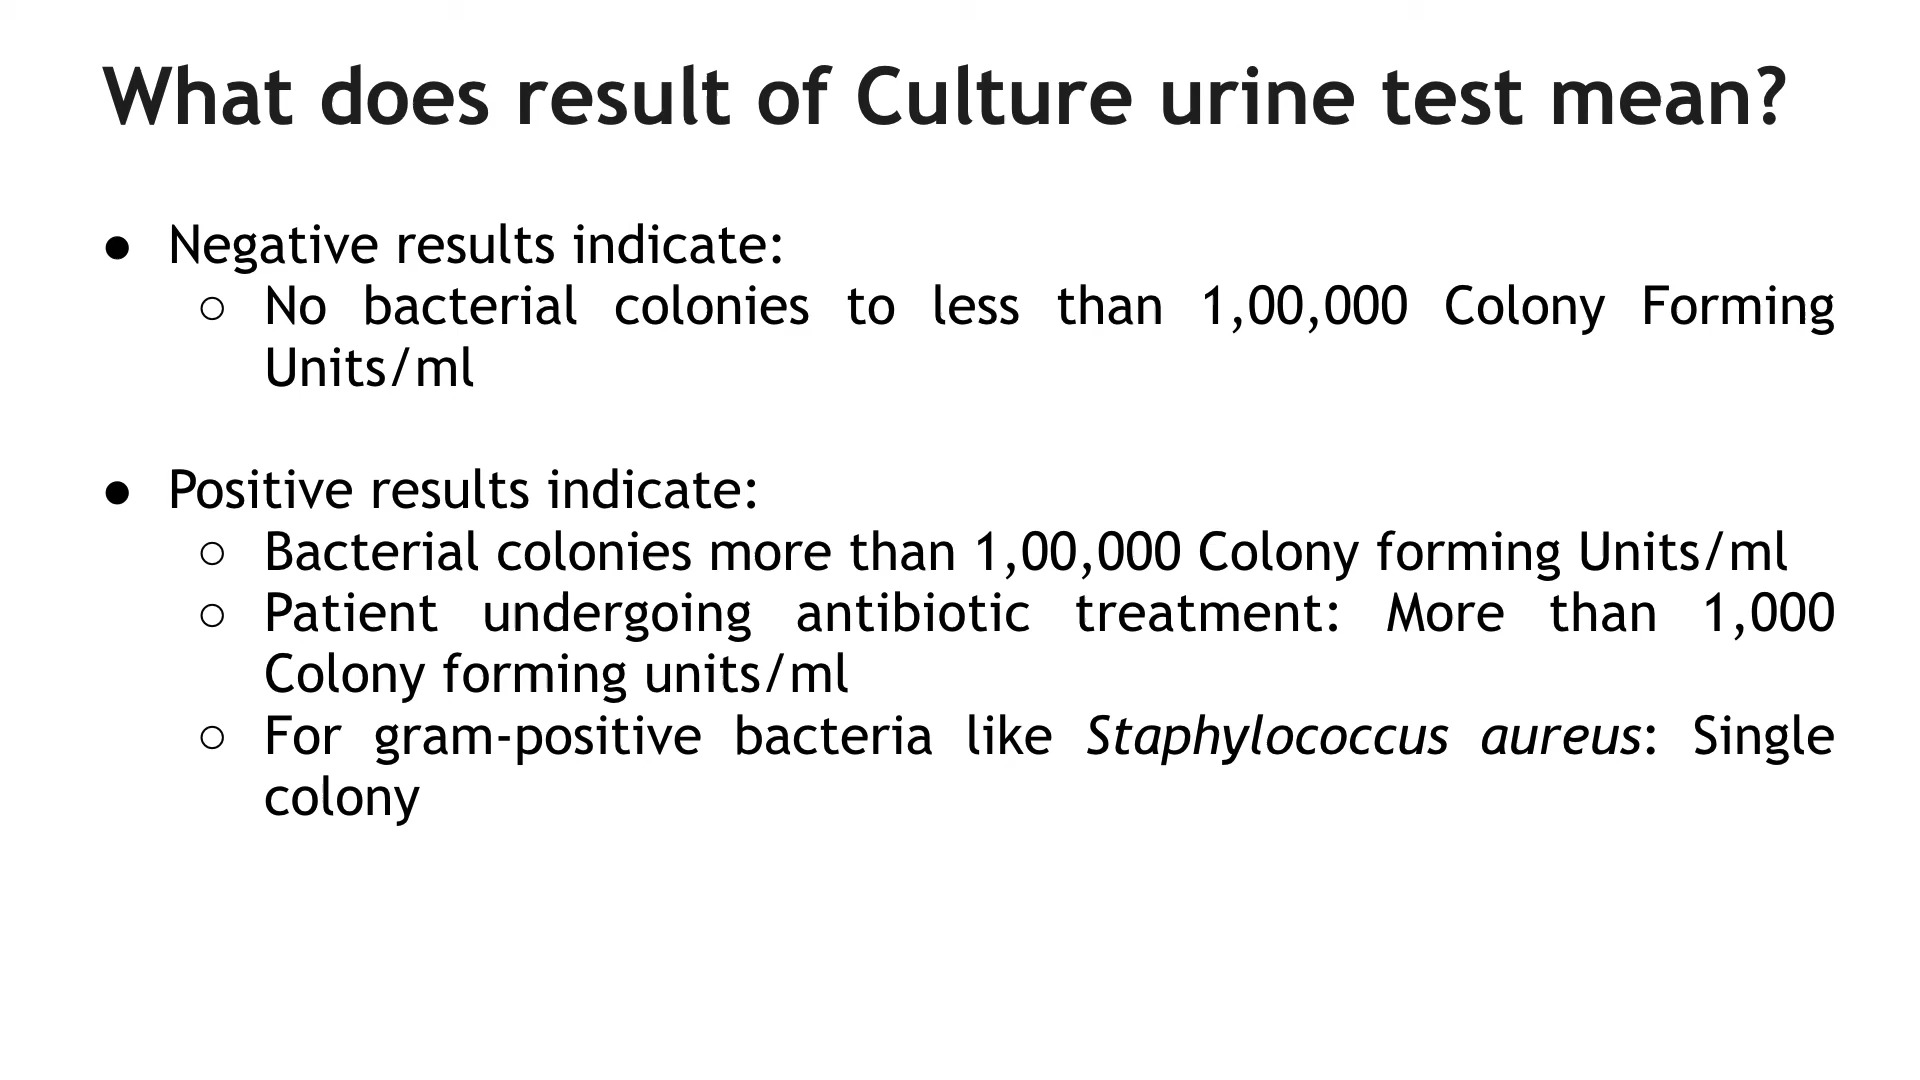 What does result of Culture urine test mean?
● Negative results indicate:
○ No bacterial colonies to less than 1,00,000 Colony Forming
Units/ml
● Positive results indicate:
○ Bacterial colonies more than 1,00,000 Colony forming Units/ml
○ Patient undergoing antibiotic treatment: More than 1,000
Colony forming units/ml
○ For gram-positive bacteria like Staphylococcus aureus: Single
colony